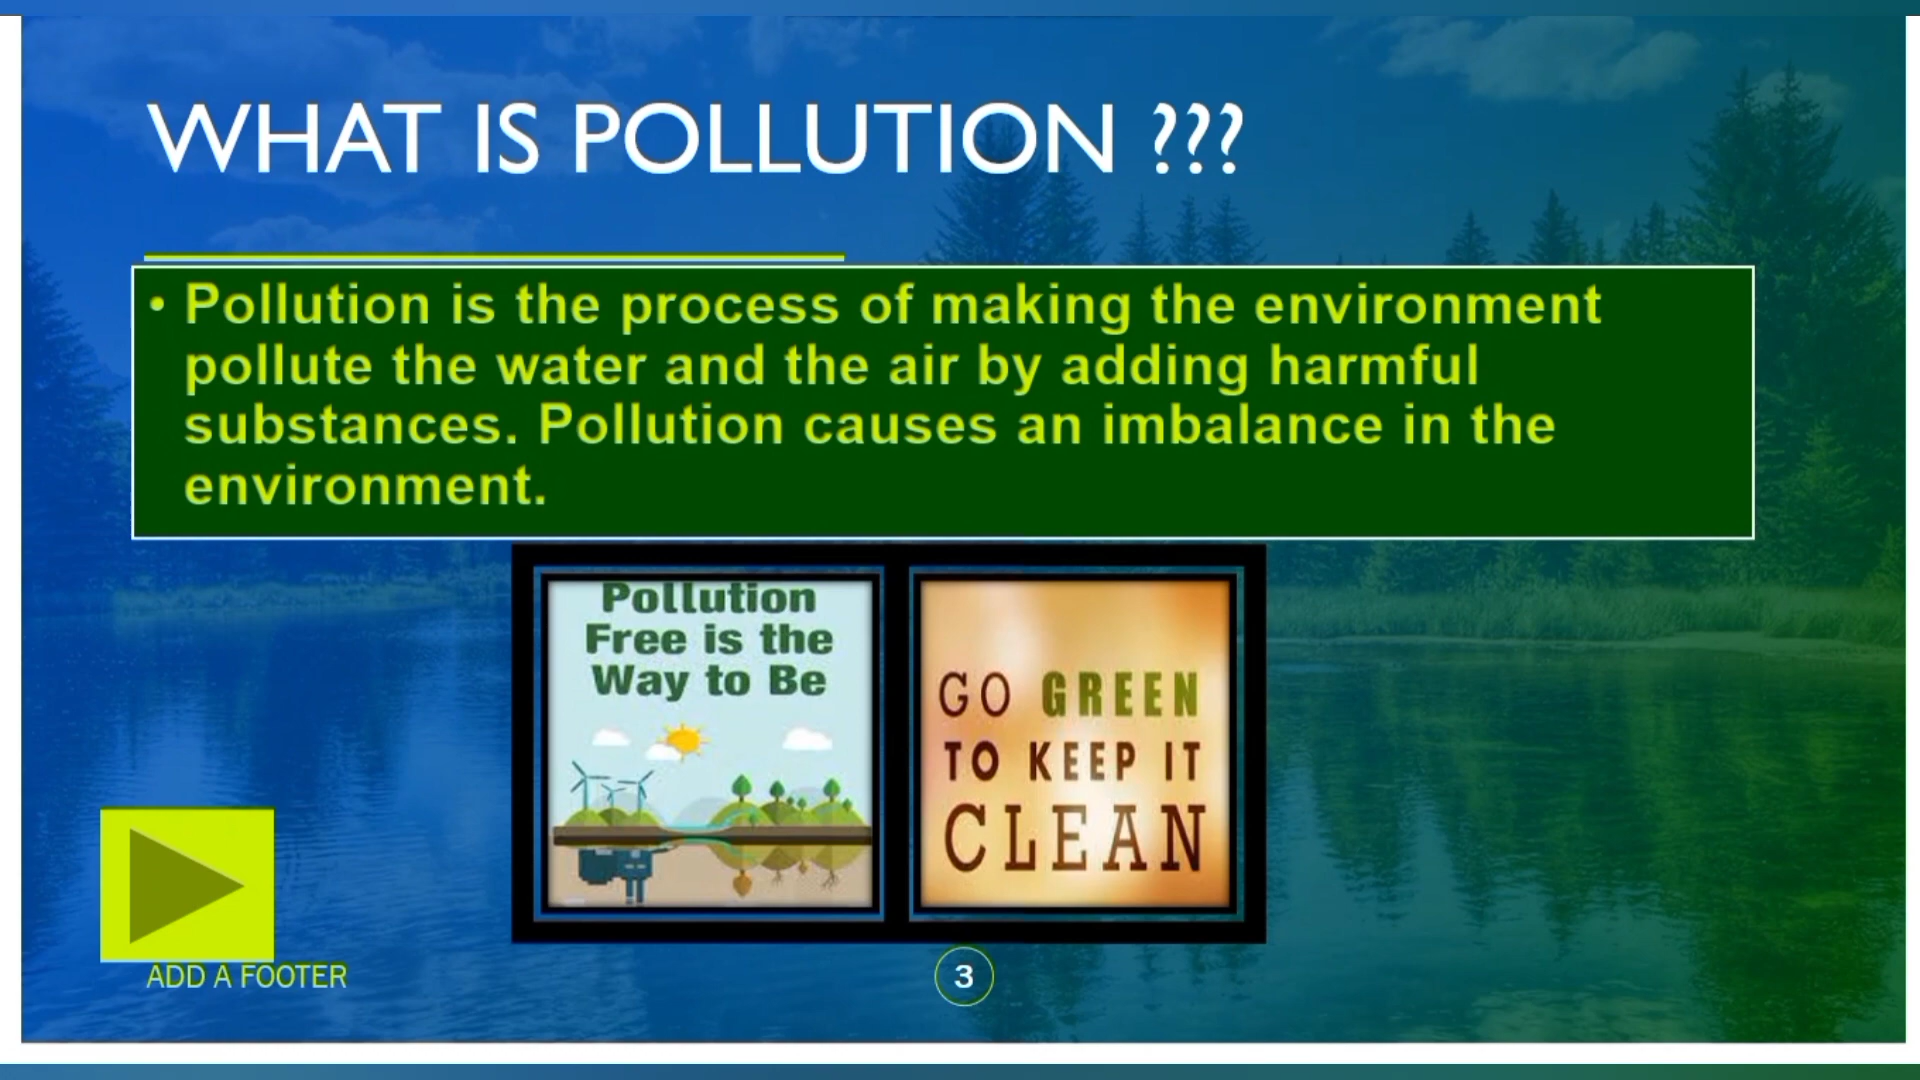 WHAT IS POLLUTION ???
• Pollution is the process of making the environment
pollute the water and the air by adding harmful
substances. Pollution causes an imbalance in the
environment.
Pollution
Free is the
Way to Be
GO GREEN
TO KEEP IT
CLEAN
ADD A FOOTER
3